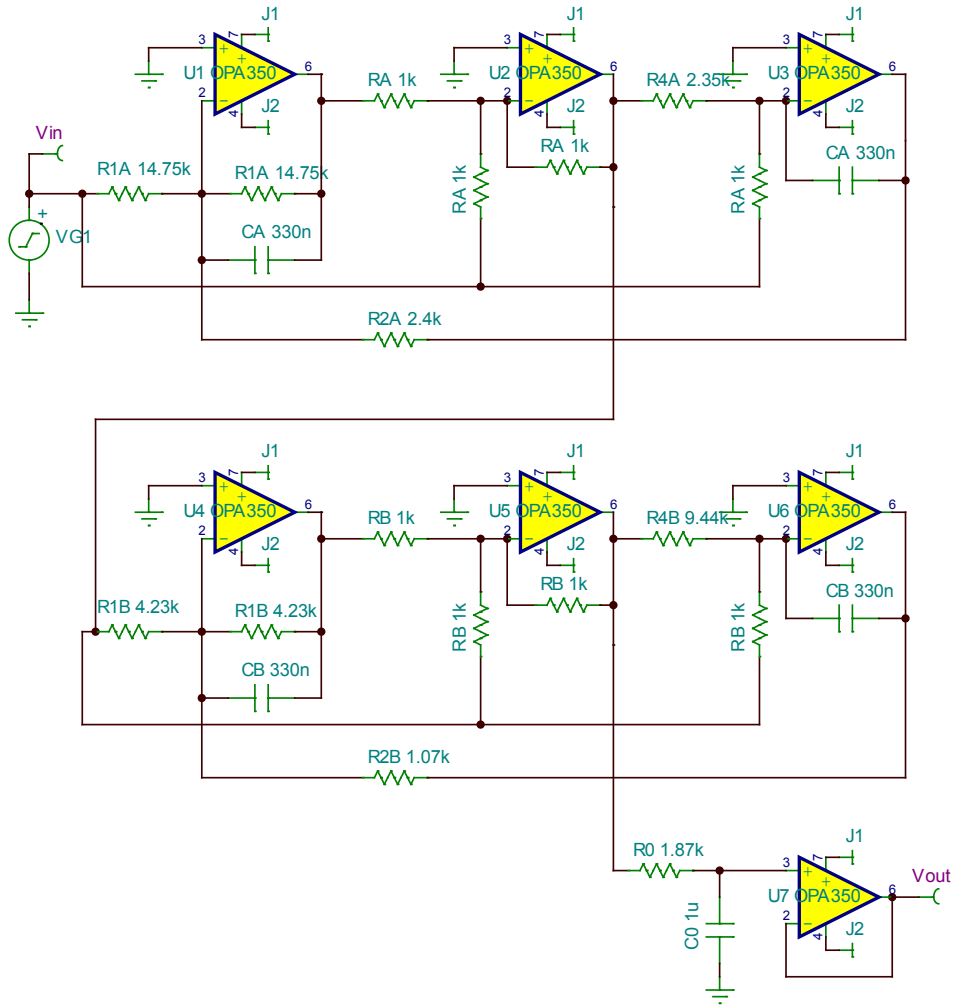 J1
J1
J1
3
7
6
3
7
6
3
7
6
U1 OPA350
U2 OPA350
U3 OPA350
RA 1k
R4A 2.35k
2
4
2
4
2
4
J2
J2
J2
Vin
RA 1k
R1A 14.75k
R1A 14.75k
RA 1k
RA 1k
CA 330n
CA 330n
VG1
R2A 2.4k
J1
J1
J1
3
7
6
3
7
6
3
7
6
U4 OPA350
U5 OPA350
U6 OPA350
RB 1k
R4B 9.44k
2
4
2
4
2
4
J2
J2
J2
RB 1k
R1B 4.23k
R1B 4.23k
RB 1k
RB 1k
CB 330n
CB 330n
R2B 1.07k
J1
R0 1.87k
3
7
6
Vout
U7 OPA350
2
4
J2
C0 1u